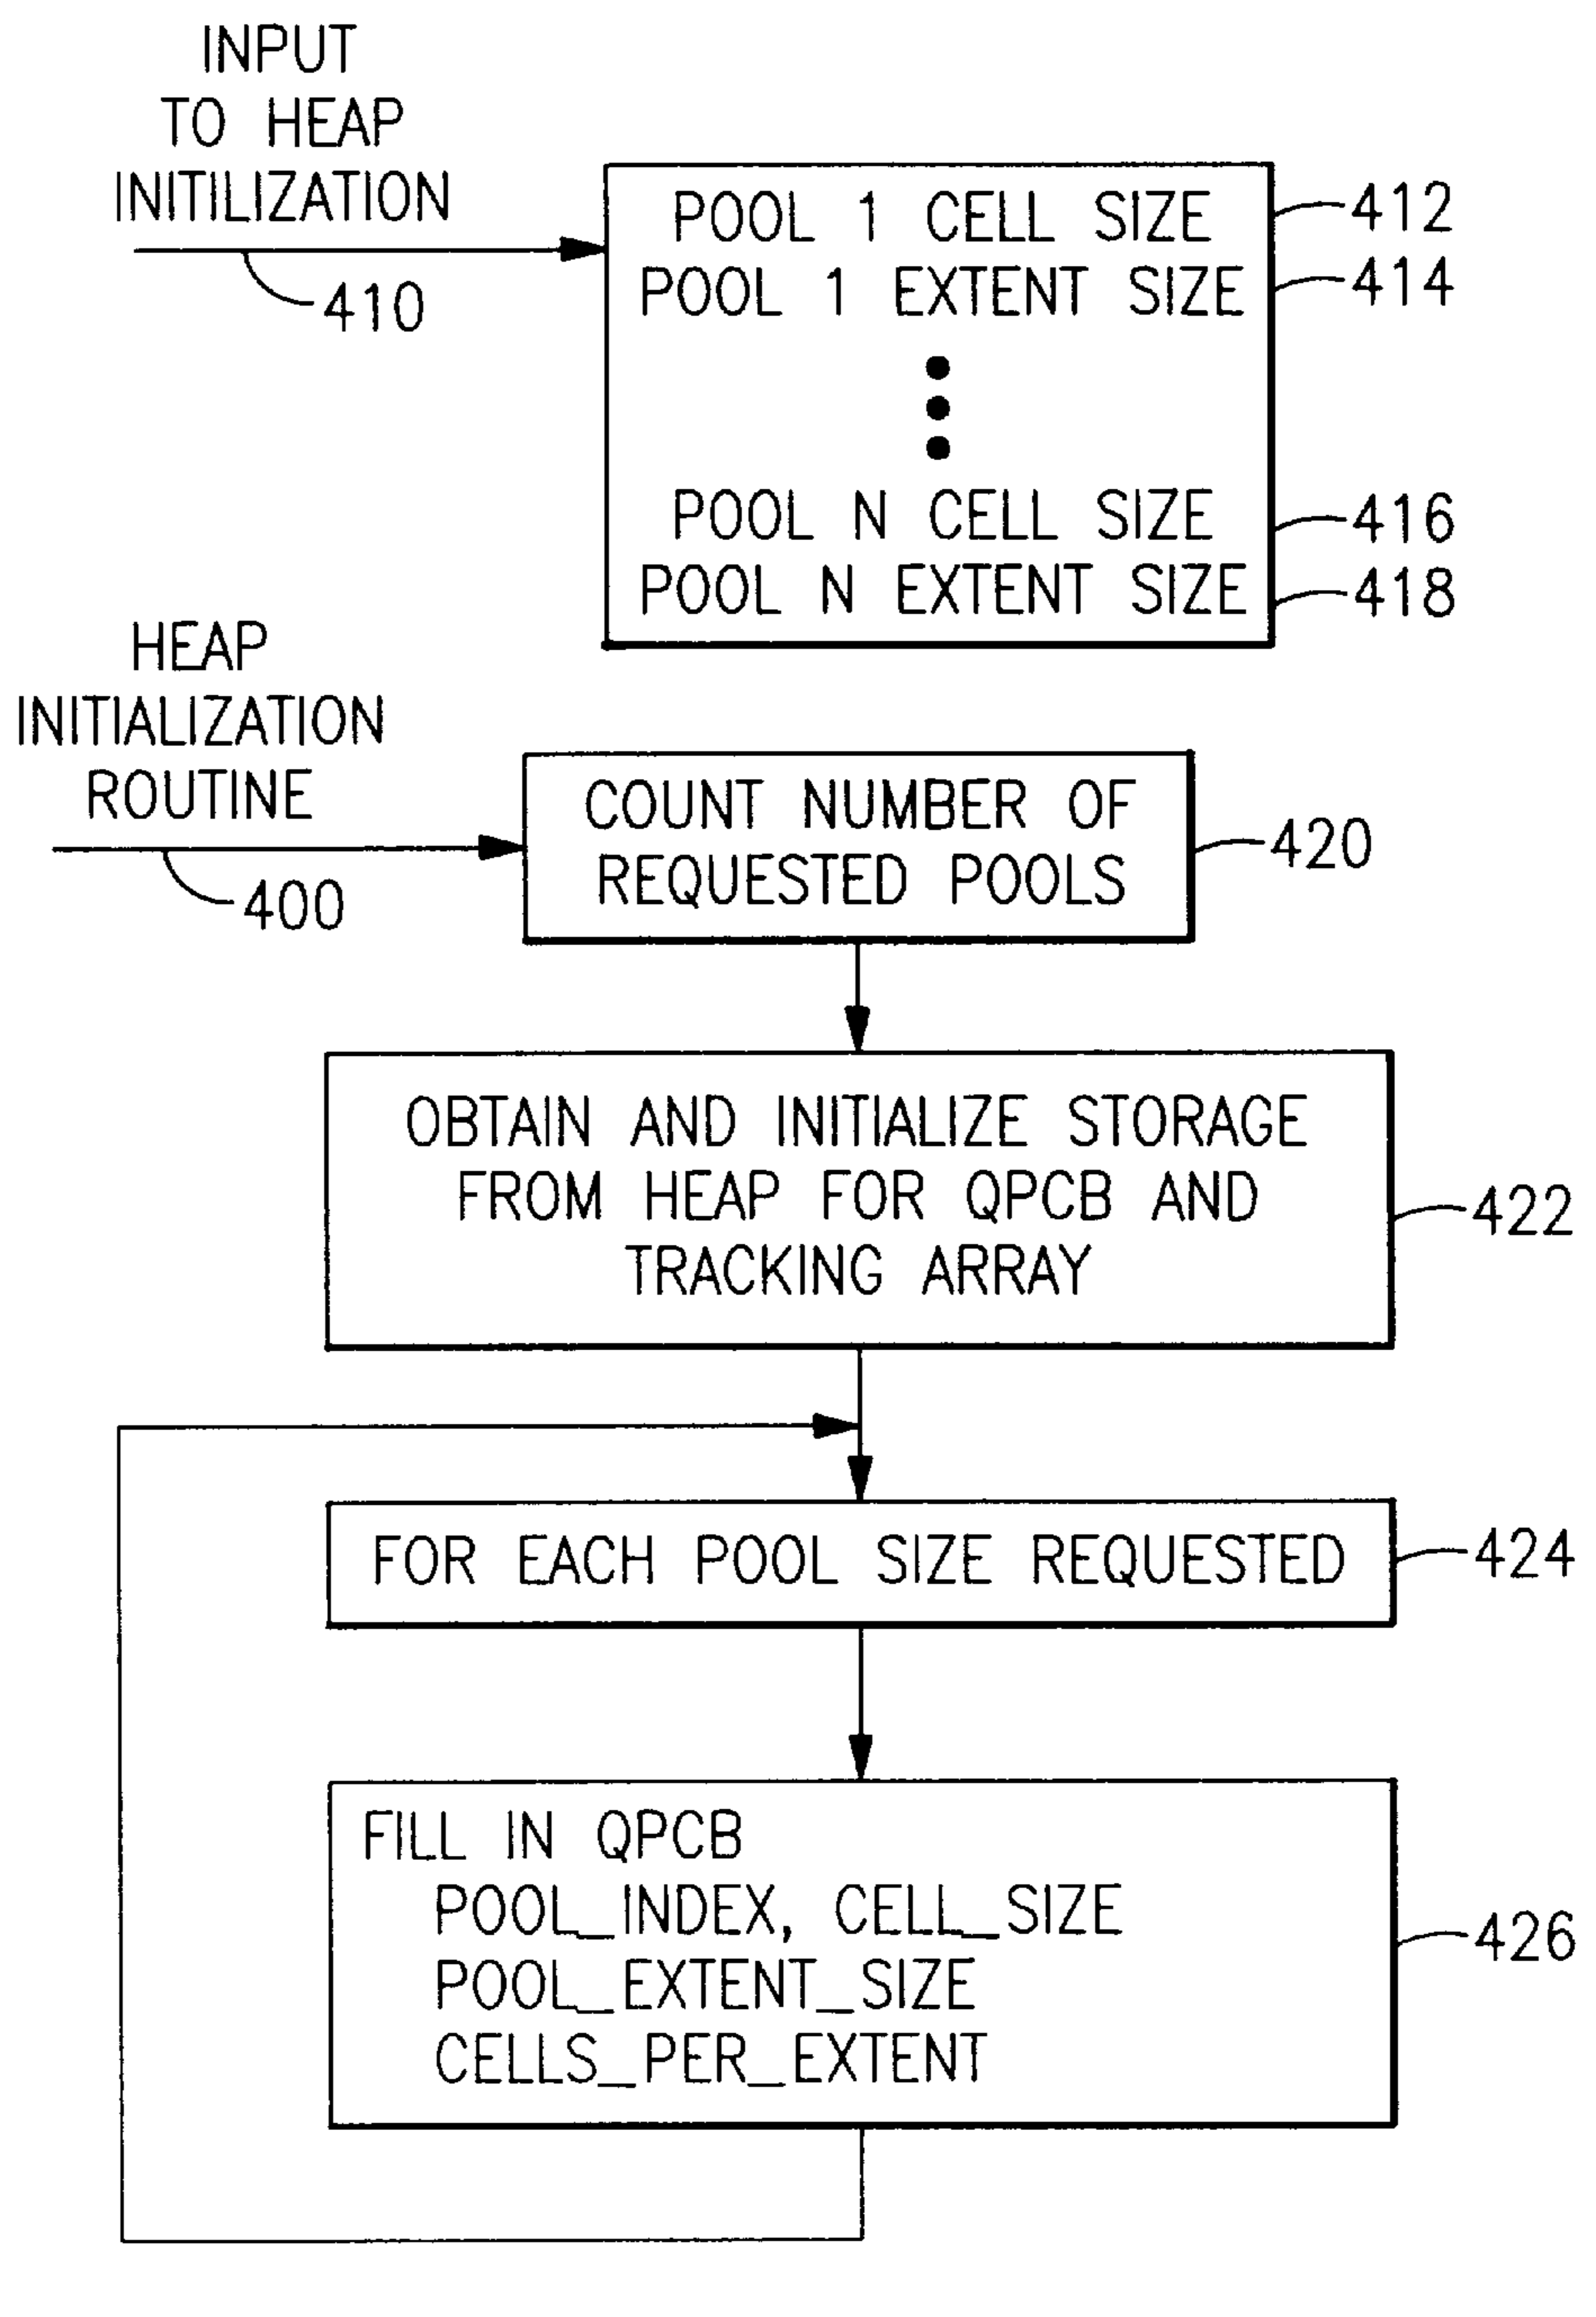 INPUT
TO HEAP
INITILIZATION
410
POOL 1 CELL SIZE
412
POOL 1 EXTENT SIZE
414
POOL N CELL SIZE
416
POOL N EXTENT SIZE
418
HEAP
INITIALIZATION
ROUTINE
400
COUNT NUMBER OF
REQUESTED POOLS
420
OBTAIN AND INITIALIZE STORAGE
FROM HEAP FOR QPCB AND
TRACKING ARRAY
422
FOR EACH POOL SIZE REQUESTED
424
FILL IN QPCB
POOL_INDEX, CELL_SIZE
POOL_EXTENT_SIZE
CELLS_PER_EXTENT
426